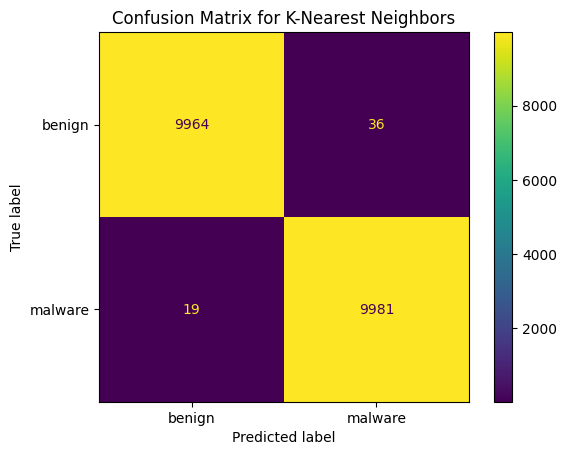 Confusion Matrix for K-Nearest Neighbors
True label
benign
9964
36
malware
19
9981
benign
malware
Predicted label
8000
6000
4000
2000